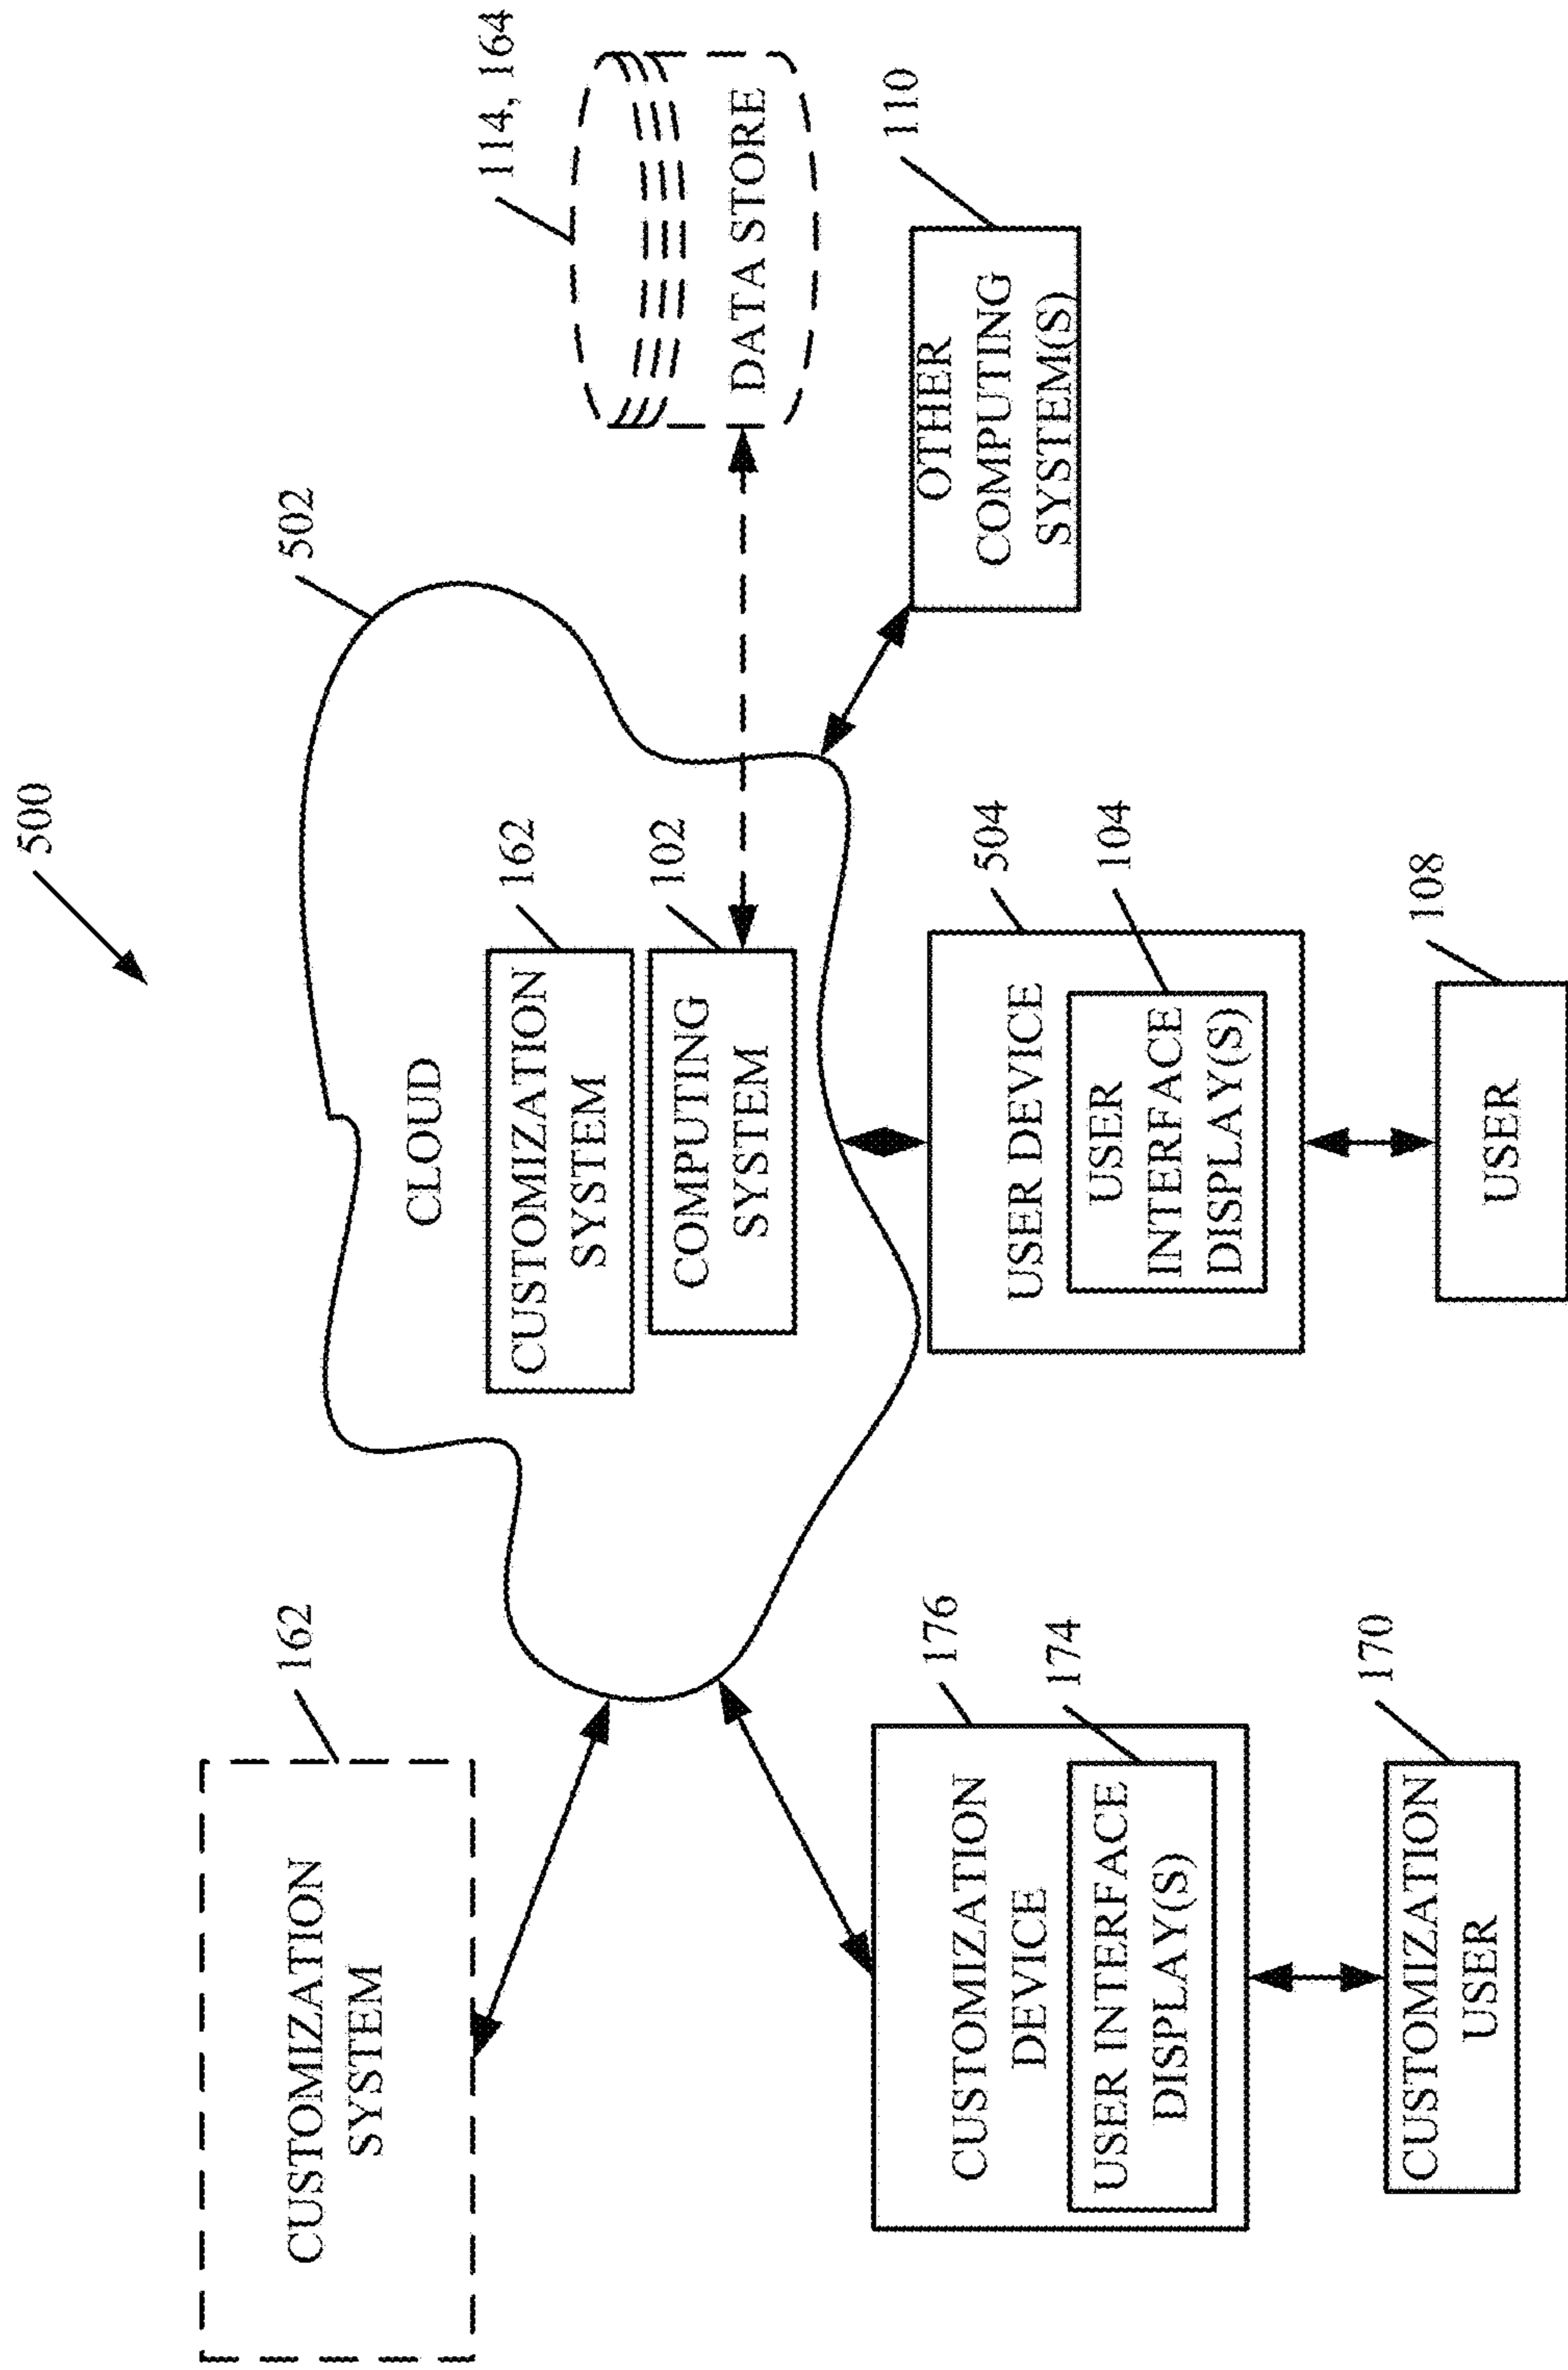 500
502
CLOUD
CUSTOMIZATION
SYSTEM
162
CUSTOMIZATION
SYSTEM
162
COMPUTING
SYSTEM
102
114, 164
DATA STORE
OTHER
COMPUTING
SYSTEM(S)
110
CUSTOMIZATION
DEVICE
176
USER INTERFACE
DISPLAY(S)
174
CUSTOMIZATION
USER
170
USER DEVICE
504
USER
INTERFACE
DISPLAY(S)
104
USER
108